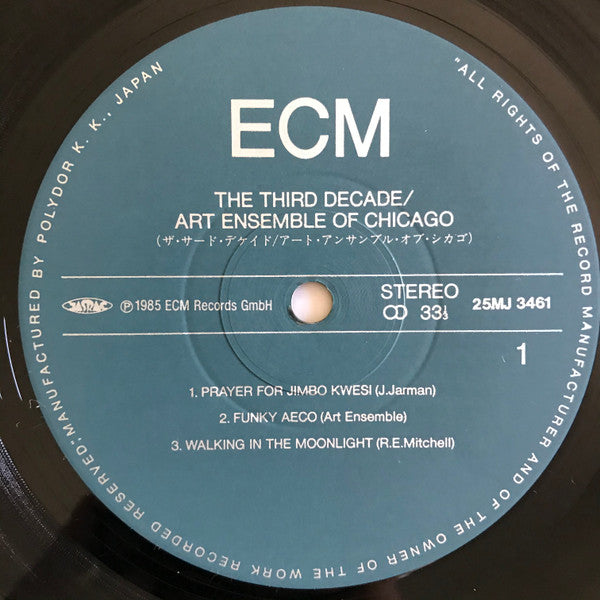 ECM
THE THIRD DECADE/
ART ENSEMBLE OF CHICAGO
(ザ・サード・デケイド/アート・アンサンブル・オブ・シカゴ)
JASRAC
℗ 1985 ECM Records GmbH
STEREO
33⅓
25MJ 3461
1
1. PRAYER FOR JIMBO KWESI (J.Jarman)
2. FUNKY AECO (Art Ensemble)
3. WALKING IN THE MOONLIGHT (R.E.Mitchell)
"ALL RIGHTS OF THE RECORD MANUFACTURER AND OF THE OWNER OF THE WORK RECORDED RESERVED" MANUFACTURED BY POLYDOR K. K., JAPAN